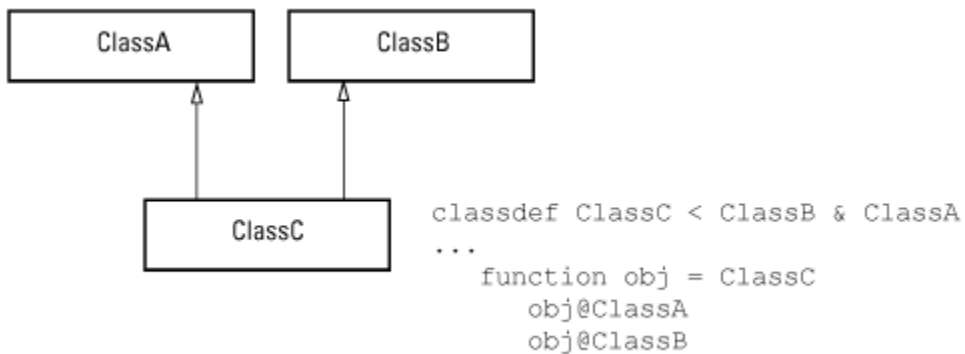 ClassA
ClassB
ClassC
classdef ClassC < ClassB & ClassA
...
function obj = ClassC
obj@ClassA
obj@ClassB